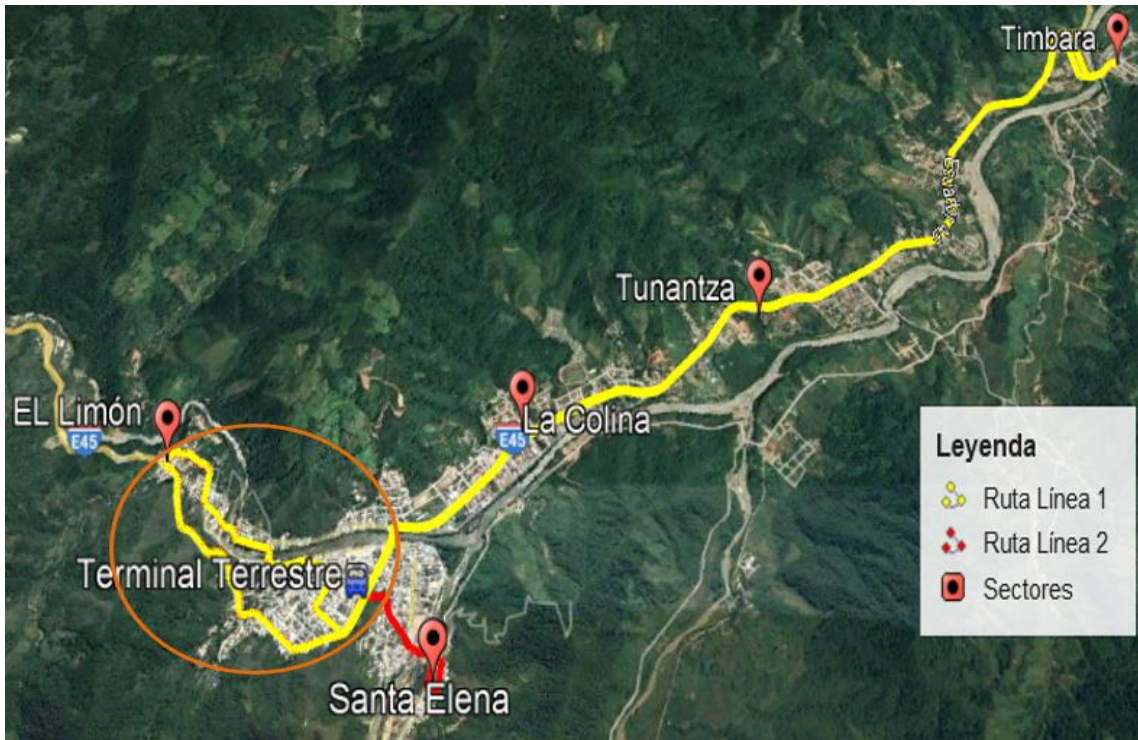 Timbara
Tunantza
EL Limón
E45
La Colina
E45
Leyenda
Ruta Línea 1
Ruta Línea 2
Sectores
Terminal Terrestre
Santa Elena